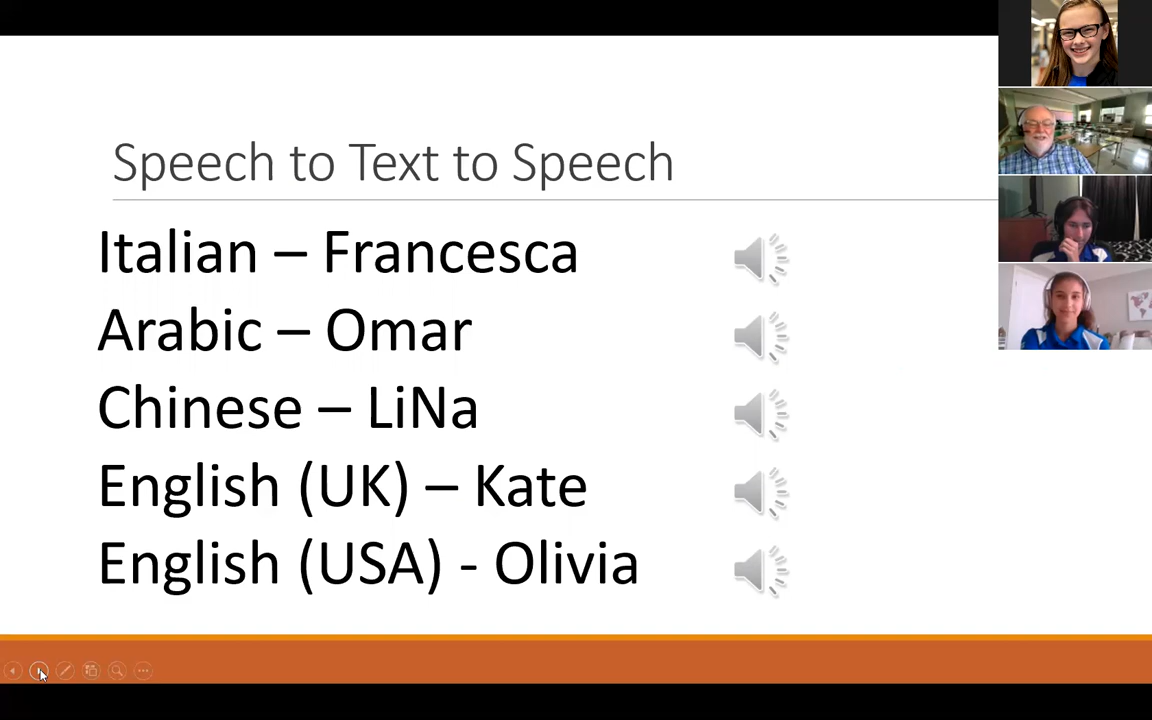 Speech to Text to Speech
Italian – Francesca
Arabic – Omar
Chinese – LiNa
English (UK) – Kate
English (USA) - Olivia